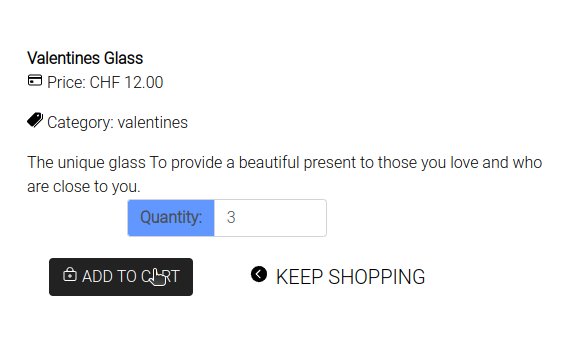 Valentines Glass
Price: CHF 12.00
Category: valentines
The unique glass To provide a beautiful present to those you love and who
are close to you.
Quantity: 3
ADD TO CART
KEEP SHOPPING